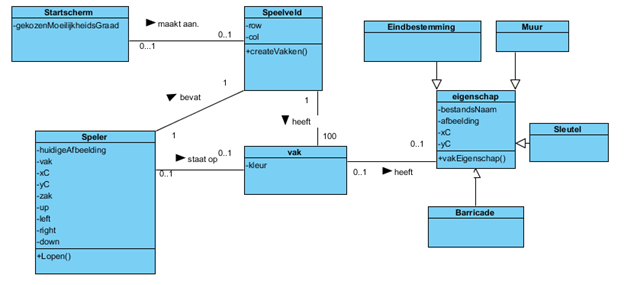 Startscherm
-gekozenMoeilijkheidsGraad
maakt aan.
0...1
0..1
Speelveld
-row
-col
+createVakken()
1
bevat
1
1
heeft
100
Speler
-huidigeAfbeelding
-vak
-xC
-yC
-zak
-up
-left
-right
-down
+Lopen()
staat op
0..1
0..1
vak
-kleur
0..1
heeft
0..1
Eindbestemming
Muur
eigenschap
-bestandsNaam
-afbeelding
-xC
-yC
+vakEigenschap()
Sleutel
Barricade